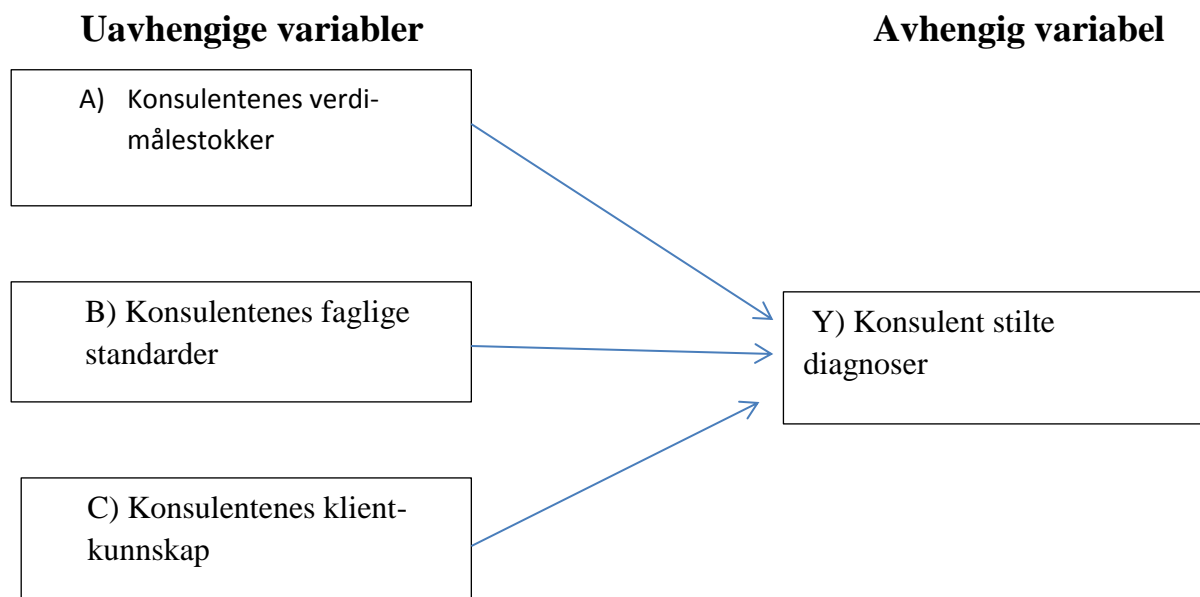 Uavhengige variabler
Avhengig variabel
A) Konsulentenes verdi-
målestokker
B) Konsulentenes faglige
standarder
Y) Konsulent stilte
diagnoser
C) Konsulentenes klient-
kunnskap